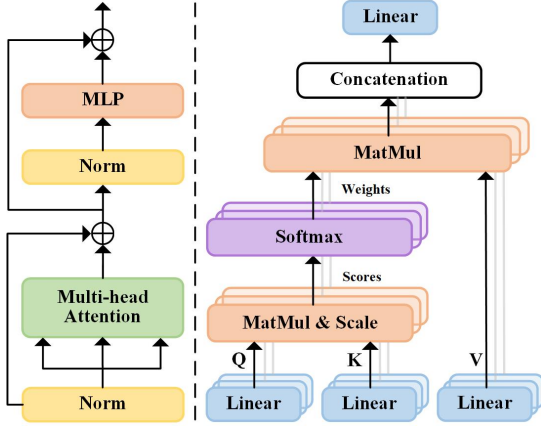 MLP
Norm
Multi-head
Attention
Norm
Linear
Concatenation
MatMul
Weights
Softmax
Scores
MatMul & Scale
Q
K
V
Linear
Linear
Linear